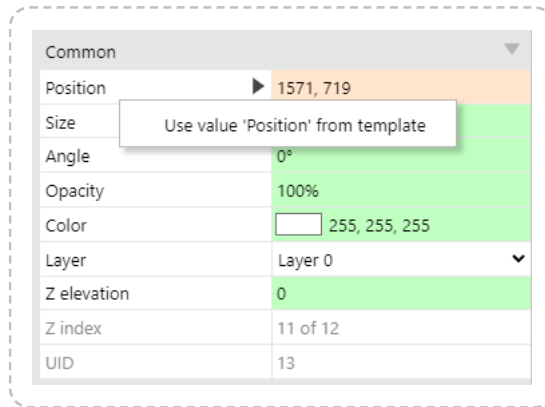 Common
Position 1571, 719
Use value 'Position' from template
Size
Angle 0°
Opacity 100%
Color 255, 255, 255
Layer Layer 0
Z elevation 0
Z index 11 of 12
UID 13